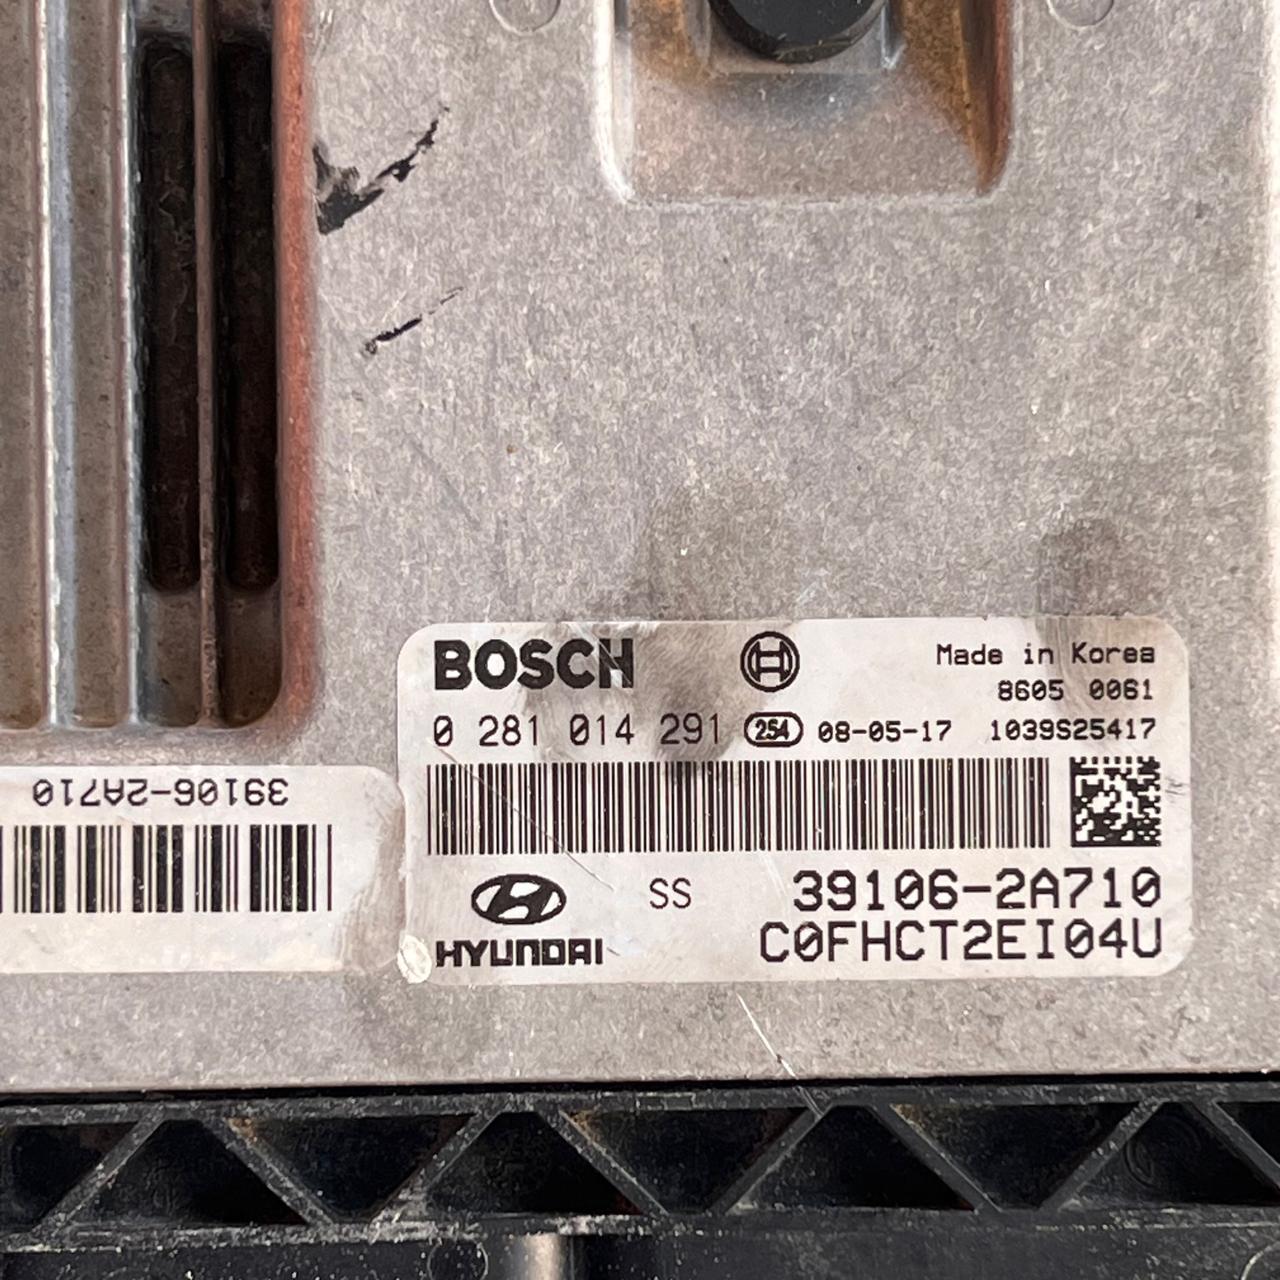 BOSCH
Made in Korea
8605 0061
0 281 014 291 254 08-05-17 1039S25417
39106-2A710
SS 39106-2A710
HYUNDAI C0FHCT2EI04U